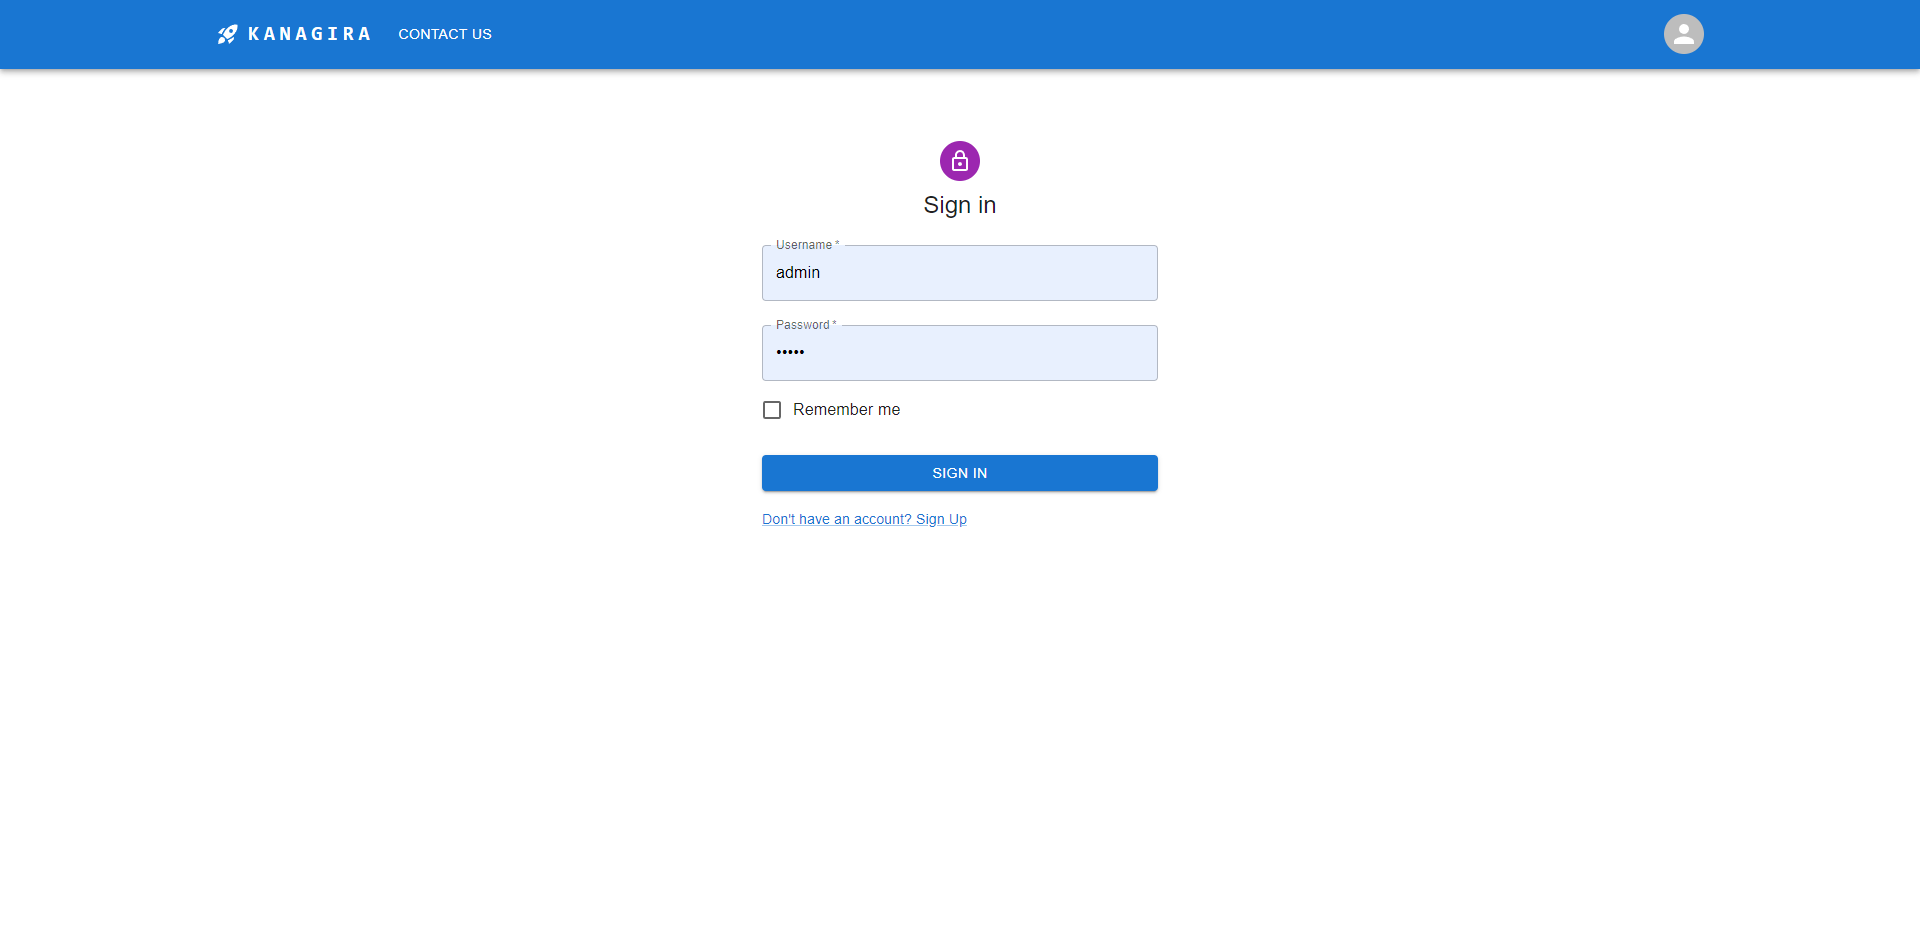 KANAGIRA CONTACT US
Sign in
Username *
admin
Password *
•••••
Remember me
SIGN IN
Don't have an account? Sign Up